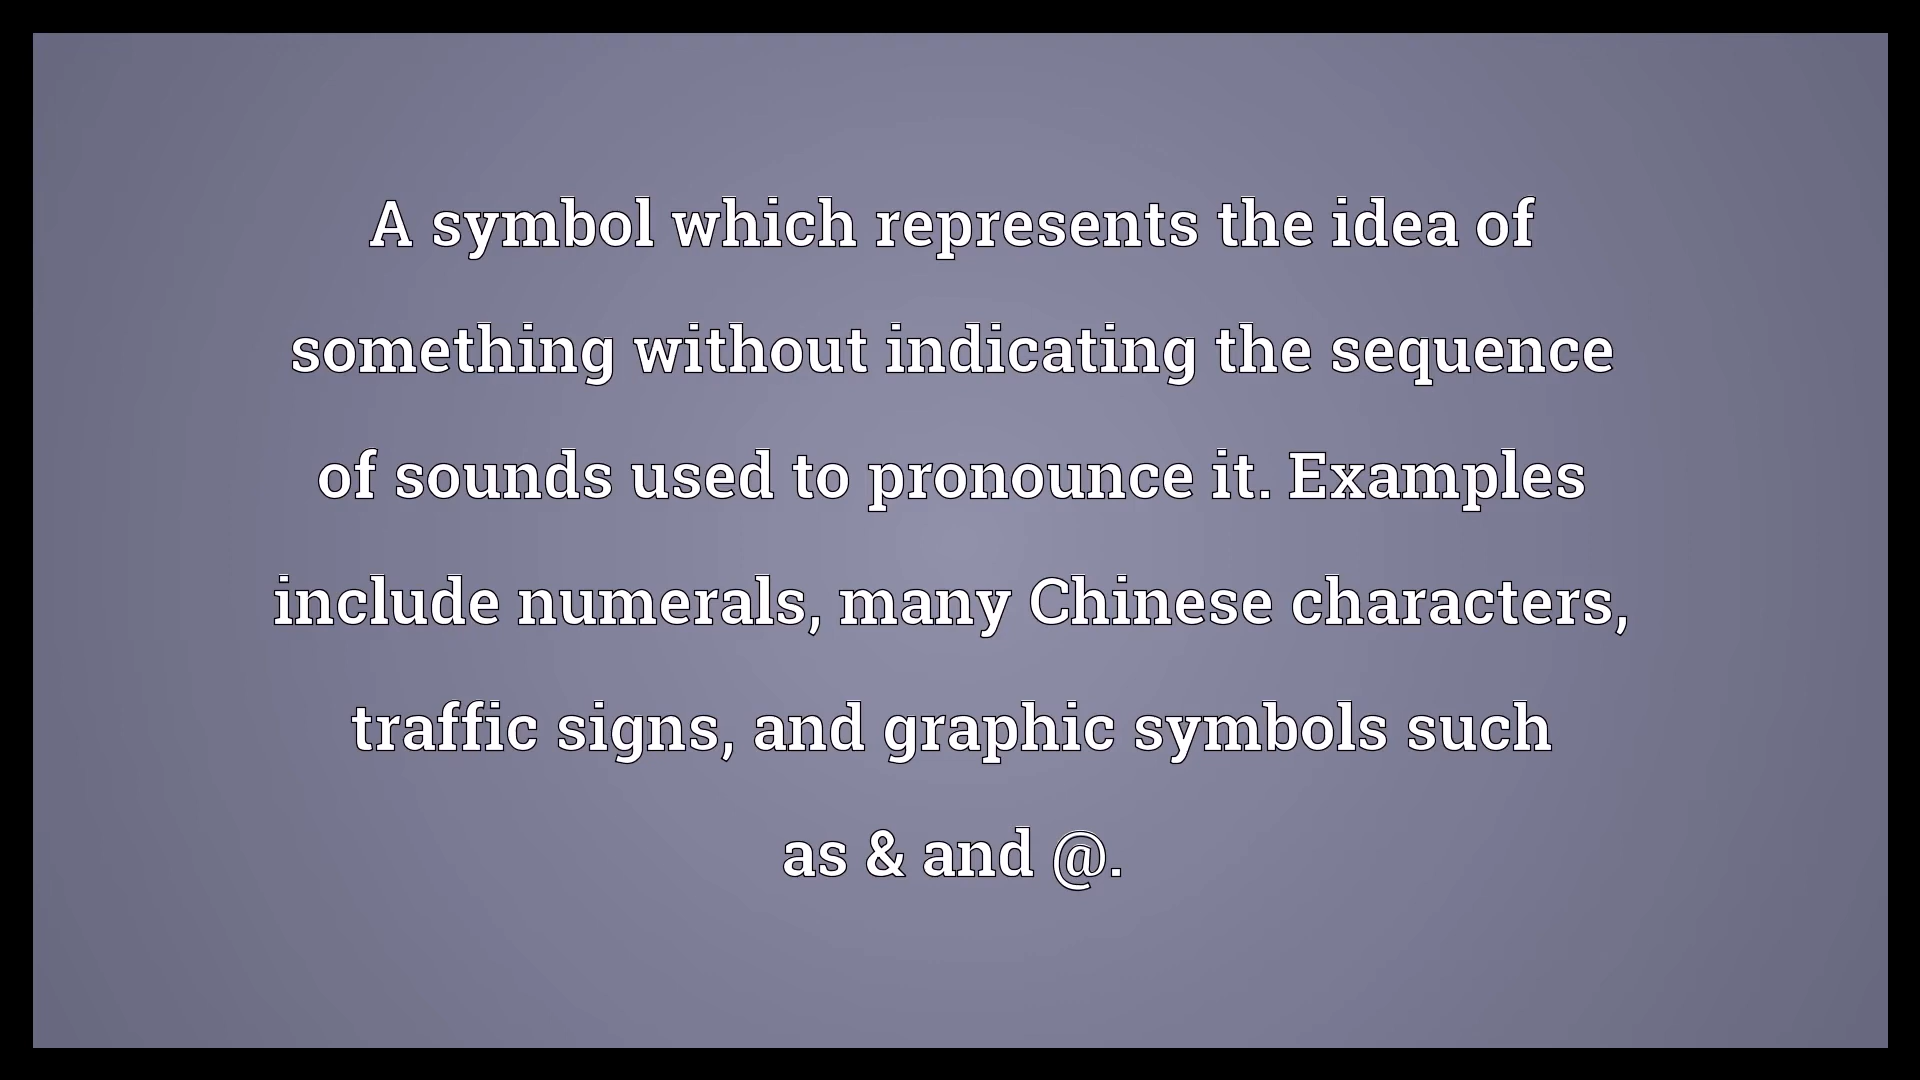 A symbol which represents the idea of
something without indicating the sequence
of sounds used to pronounce it. Examples
include numerals, many Chinese characters,
traffic signs, and graphic symbols such
as & and @.